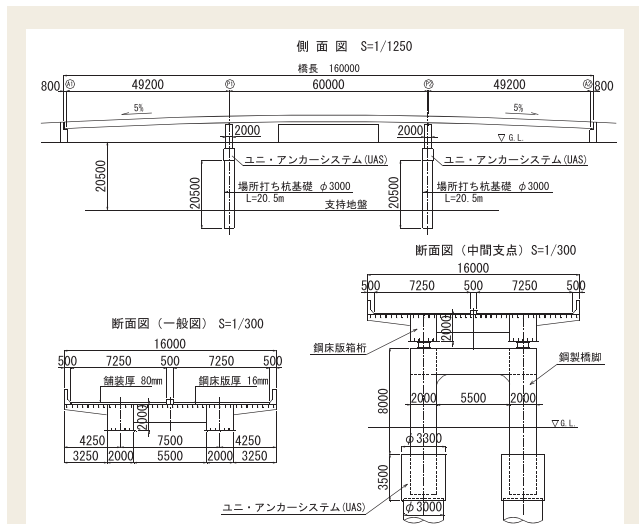 側 面 図 S=1/1250
橋長 160000
800 A1 49200 P1 60000 P2 49200 A2 800
5% 5%
2000 2000 ▽G.L.
ユニ・アンカーシステム(UAS) ユニ・アンカーシステム(UAS)
20500 20500 20500
場所打ち杭基礎 φ3000 場所打ち杭基礎 φ3000
L=20.5m L=20.5m
支持地盤
断面図（中間支点）S=1/300
16000
500 7250 500 7250 500
2000
鋼床版箱桁
鋼製橋脚
8000
2000 5500 2000
▽G.L.
φ3300
3500
ユニ・アンカーシステム(UAS)
φ3000
断面図（一般図）S=1/300
16000
500 7250 500 7250 500
舗装厚 80mm 鋼床版厚 16mm
2000
4250 7500 4250
3250 2000 5500 2000 3250